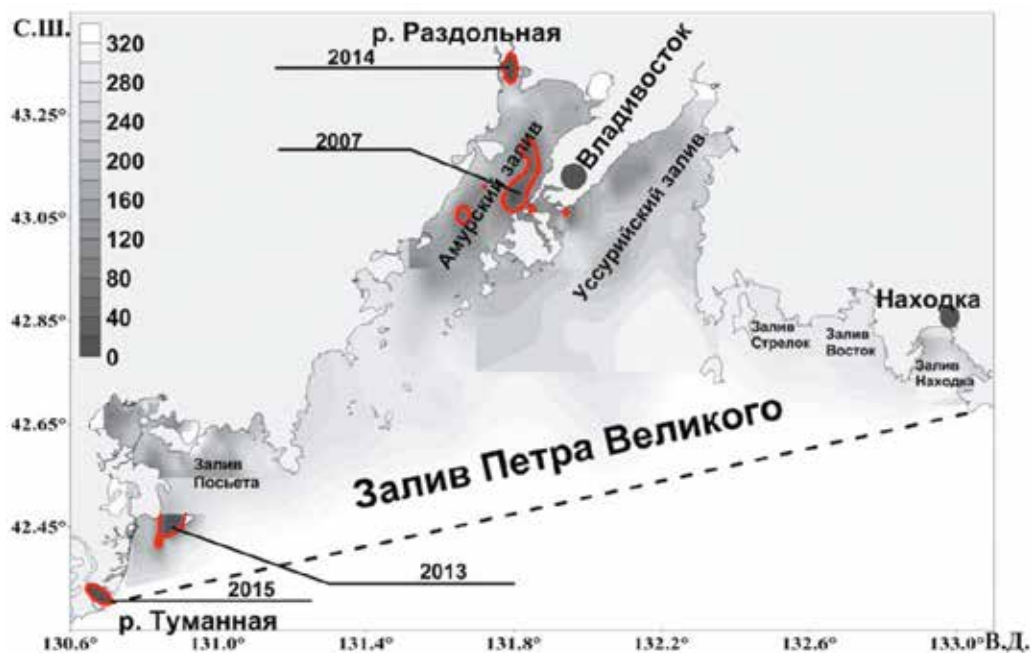 С.Ш.
320
280
240
200
160
120
80
40
0
43.25°
43.05°
42.85°
42.65°
42.45°
р. Раздольная
2014
2007
Владивосток
Амурский залив
Уссурийский залив
Находка
Залив
Стрелок
Залив
Восток
Залив
Находка
Залив Петра Великого
Залив
Посьета
2013
2015
р. Туманная
130.6°
131.0°
131.4°
131.8°
132.2°
132.6°
133.0°
В.Д.